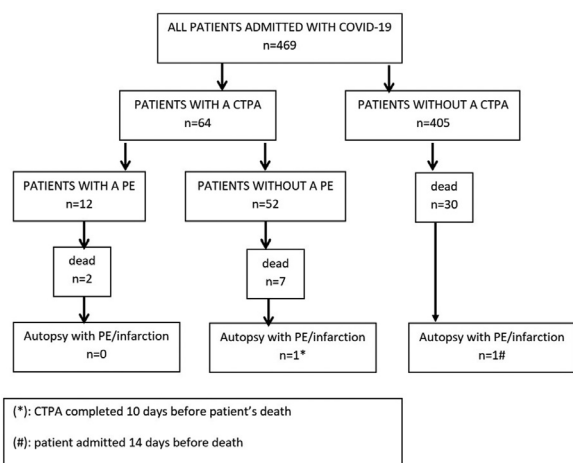 ALL PATIENTS ADMITTED WITH COVID-19
n=469
PATIENTS WITH A CTPA
n=64
PATIENTS WITHOUT A CTPA
n=405
PATIENTS WITH A PE
n=12
PATIENTS WITHOUT A PE
n=52
dead
n=30
dead
n=2
dead
n=7
Autopsy with PE/infarction
n=0
Autopsy with PE/infarction
n=1*
Autopsy with PE/infarction
n=1#
(*): CTPA completed 10 days before patient's death
(#): patient admitted 14 days before death